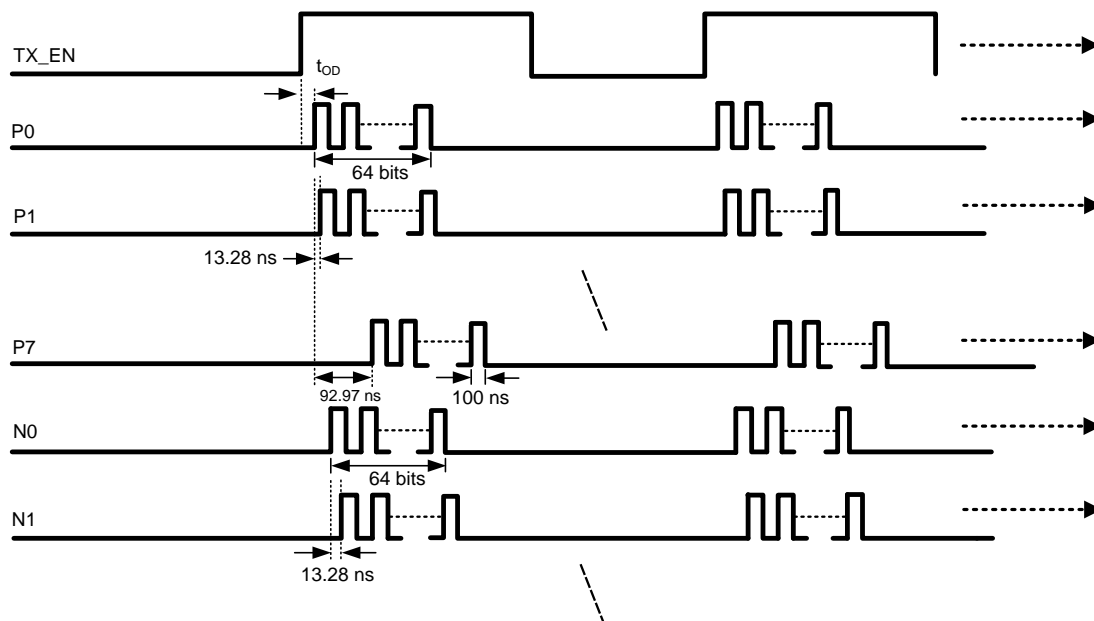 TX_EN
tOD
P0
64 bits
P1
13.28 ns
P7
92.97 ns
100 ns
N0
64 bits
N1
13.28 ns